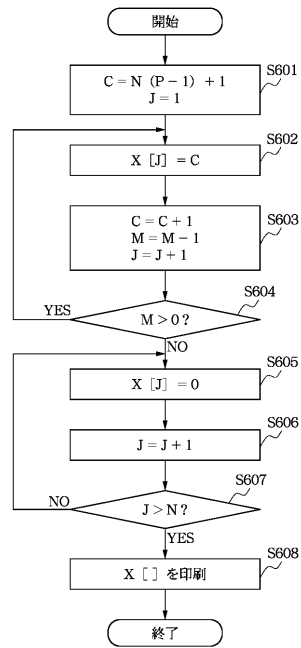 開始
S601
C=N（P−1）+1
J=1
S602
X［J］=C
S603
C=C+1
M=M−1
J=J+1
S604
YES
M>0？
NO
S605
X［J］=0
S606
J=J+1
S607
NO
J>N？
YES
S608
X［ ］を印刷
終了